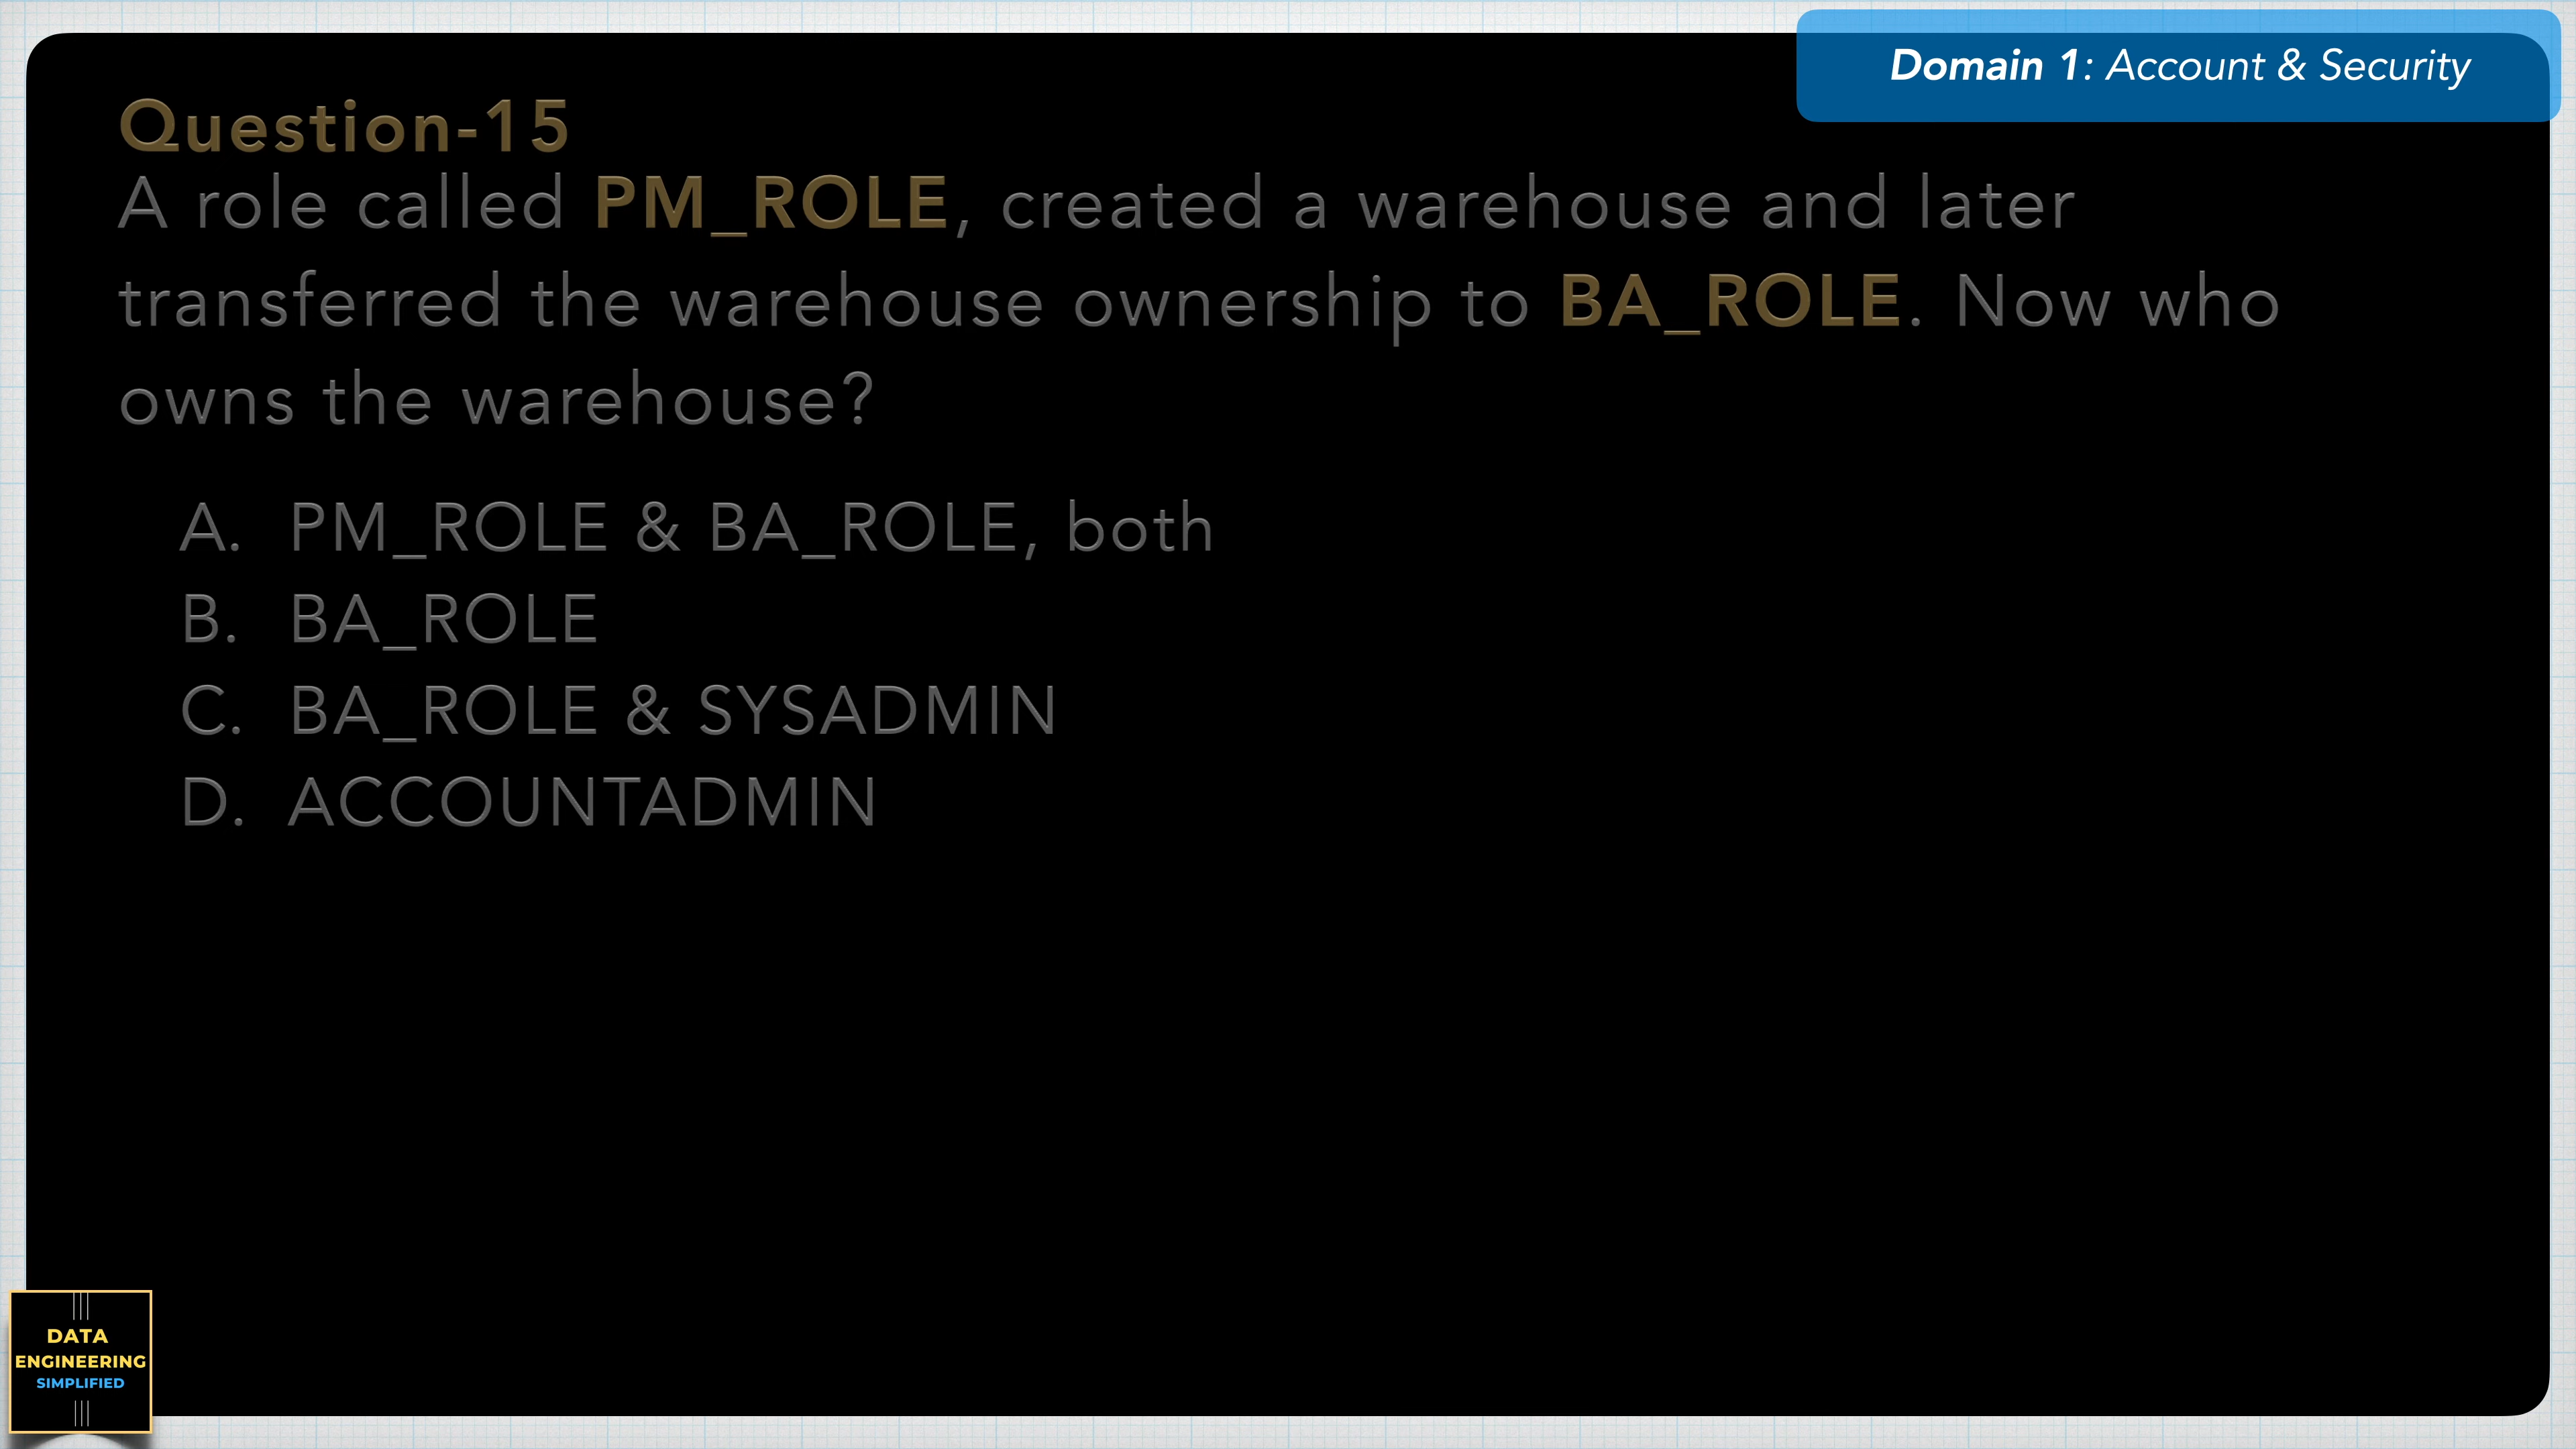 Domain 1: Account & Security
Question-15
A role called PM_ROLE, created a warehouse and later
transferred the warehouse ownership to BA_ROLE. Now who
owns the warehouse?
A. PM_ROLE & BA_ROLE, both
B. BA_ROLE
C. BA_ROLE & SYSADMIN
D. ACCOUNTADMIN
DATA
ENGINEERING
SIMPLIFIED